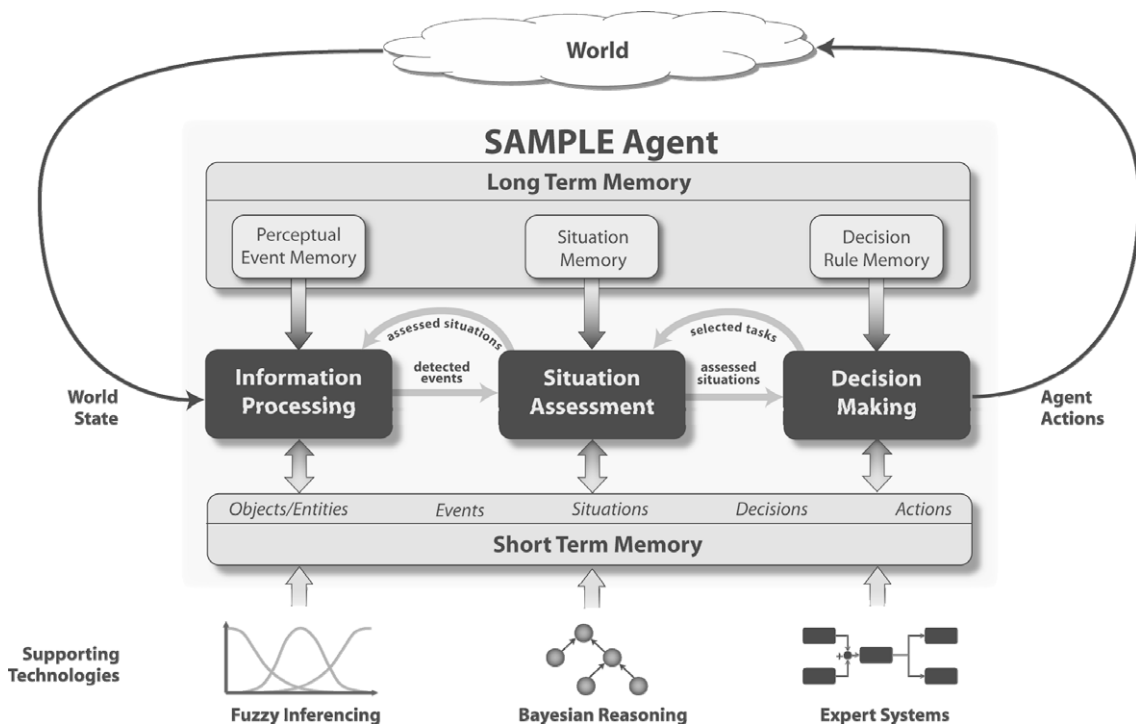 World
SAMPLE Agent
Long Term Memory
Perceptual
Event Memory
Situation
Memory
Decision
Rule Memory
assessed situations
selected tasks
detected
events
assessed
situations
Information
Processing
Situation
Assessment
Decision
Making
World
State
Agent
Actions
Objects/Entities Events Situations Decisions Actions
Short Term Memory
Supporting
Technologies
+
Fuzzy Inferencing Bayesian Reasoning Expert Systems